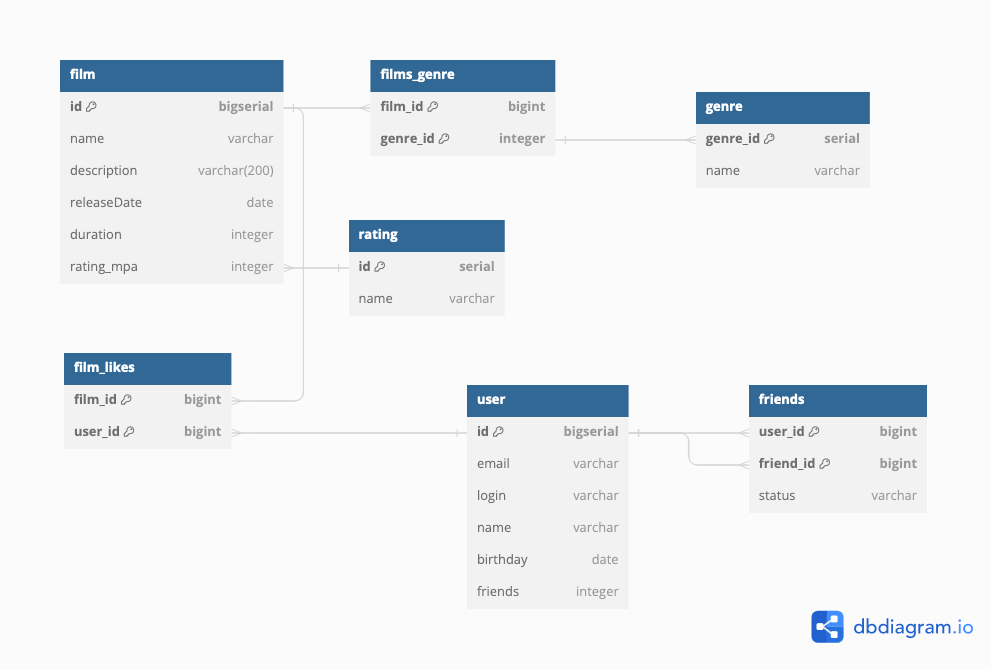 film
id bigserial
name varchar
description varchar(200)
releaseDate date
duration integer
rating_mpa integer
films_genre
film_id bigint
genre_id integer
genre
genre_id serial
name varchar
rating
id serial
name varchar
film_likes
film_id bigint
user_id bigint
user
id bigserial
email varchar
login varchar
name varchar
birthday date
friends integer
friends
user_id bigint
friend_id bigint
status varchar
dbdiagram.io